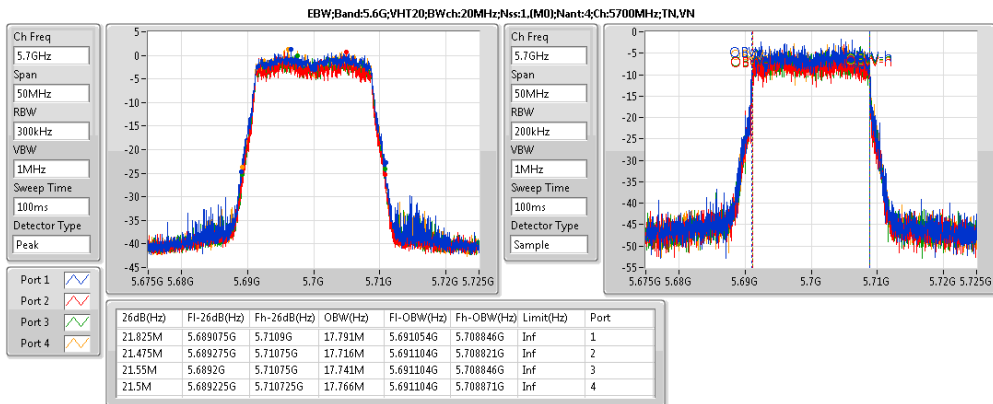 EBW;Band:5.6G;VHT20;BWch:20MHz;Nss:1,(M0);Nant:4;Ch:5700MHz;TN,VN
Ch Freq
5.7GHz
Span
50MHz
RBW
300kHz
VBW
1MHz
Sweep Time
100ms
Detector Type
Peak
5
0
-5
-10
-15
-20
-25
-30
-35
-40
-45
5.675G 5.68G 5.69G 5.7G 5.71G 5.72G 5.725G
Ch Freq
5.7GHz
Span
50MHz
RBW
200kHz
VBW
1MHz
Sweep Time
100ms
Detector Type
Sample
0
-5
-10
-15
-20
-25
-30
-35
-40
-45
-50
-55
5.675G 5.68G 5.69G 5.7G 5.71G 5.72G 5.725G
Port 1
Port 2
Port 3
Port 4
26dB(Hz) Fl-26dB(Hz) Fh-26dB(Hz) OBW(Hz) Fl-OBW(Hz) Fh-OBW(Hz) Limit(Hz) Port
21.825M 5.689075G 5.7109G 17.791M 5.691054G 5.708846G Inf 1
21.475M 5.689275G 5.71075G 17.716M 5.691104G 5.708821G Inf 2
21.55M 5.6892G 5.71075G 17.741M 5.691104G 5.708846G Inf 3
21.5M 5.689225G 5.710725G 17.766M 5.691104G 5.708871G Inf 4